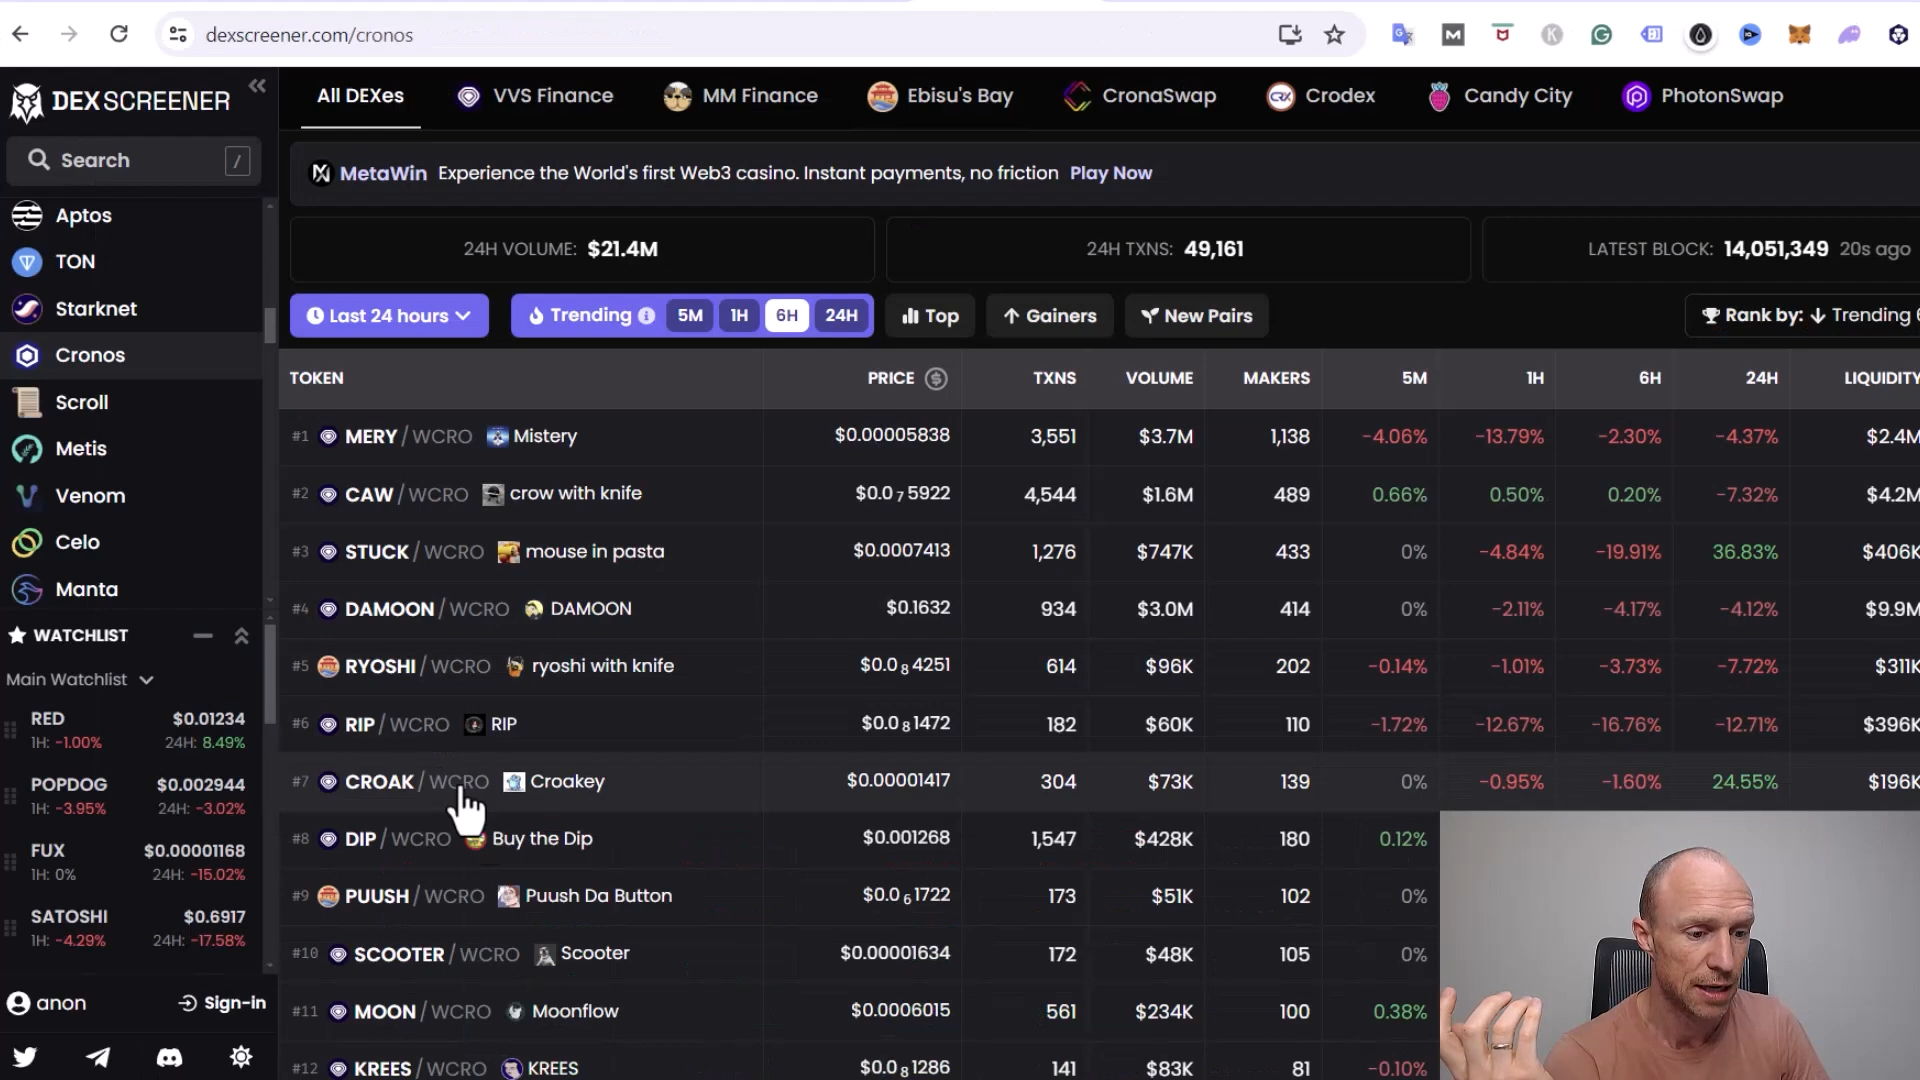 dexscreener.com/cronos
DEX SCREENER
Search /
Aptos
TON
Starknet
Cronos
Scroll
Metis
Venom
Celo
Manta
WATCHLIST
Main Watchlist
RED $0.01234
1H: -1.00% 24H: 8.49%
POPDOG $0.002944
1H: -3.95% 24H: -3.02%
FUX $0.00001168
1H: 0% 24H: -15.02%
SATOSHI $0.6917
1H: -4.29% 24H: -17.58%
anon Sign-in
All DEXes VVS Finance MM Finance Ebisu's Bay CronaSwap Crodex Candy City PhotonSwap
MetaWin Experience the World's first Web3 casino. Instant payments, no friction Play Now
24H VOLUME: $21.4M 24H TXNS: 49,161 LATEST BLOCK: 14,051,349 20s ago
Last 24 hours Trending 5M 1H 6H 24H Top Gainers New Pairs Rank by: Trending 6
TOKEN PRICE TXNS VOLUME MAKERS 5M 1H 6H 24H LIQUIDITY
#1 MERY/WCRO Mistery $0.00005838 3,551 $3.7M 1,138 -4.06% -13.79% -2.30% -4.37% $2.4M
#2 CAW/WCRO crow with knife $0.0₇5922 4,544 $1.6M 489 0.66% 0.50% 0.20% -7.32% $4.2M
#3 STUCK/WCRO mouse in pasta $0.0007413 1,276 $747K 433 0% -4.84% -19.91% 36.83% $406K
#4 DAMOON/WCRO DAMOON $0.1632 934 $3.0M 414 0% -2.11% -4.17% -4.12% $9.9M
#5 RYOSHI/WCRO ryoshi with knife $0.0₈4251 614 $96K 202 -0.14% -1.01% -3.73% -7.72% $311K
#6 RIP/WCRO RIP $0.0₈1472 182 $60K 110 -1.72% -12.67% -16.76% -12.71% $396K
#7 CROAK/WCRO Croakey $0.00001417 304 $73K 139 0% -0.95% -1.60% 24.55% $196K
#8 DIP/WCRO Buy the Dip $0.001268 1,547 $428K 180 0.12%
#9 PUUSH/WCRO Puush Da Button $0.0₆1722 173 $51K 102 0%
#10 SCOOTER/WCRO Scooter $0.00001634 172 $48K 105 0%
#11 MOON/WCRO Moonflow $0.0006015 561 $234K 100 0.38%
#12 KREES/WCRO KREES $0.0₈1286 141 $83K 81 -0.10%